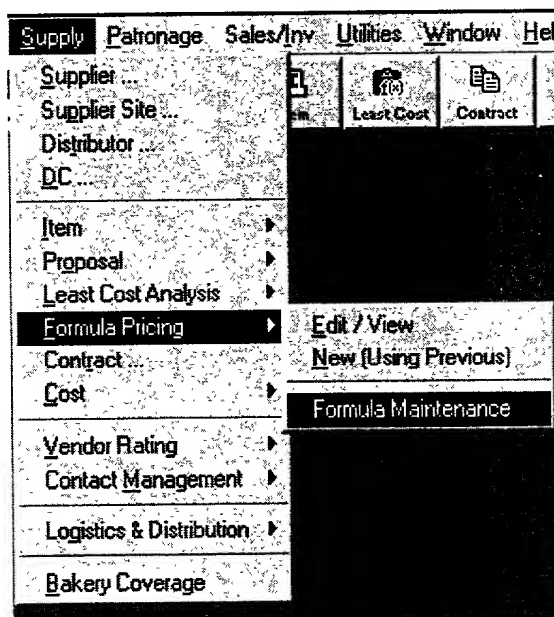 Supply Patronage Sales/Inv Utilities Window Hel
Supplier ...
Supplier Site ...
Distributor ...
DC ...
Least Cost
Contract
Item
Proposal
Least Cost Analysis
Formula Pricing
Contract ...
Cost
Edit / View
New (Using Previous)
Formula Maintenance
Vendor Rating
Contact Management
Logistics & Distribution
Bakery Coverage